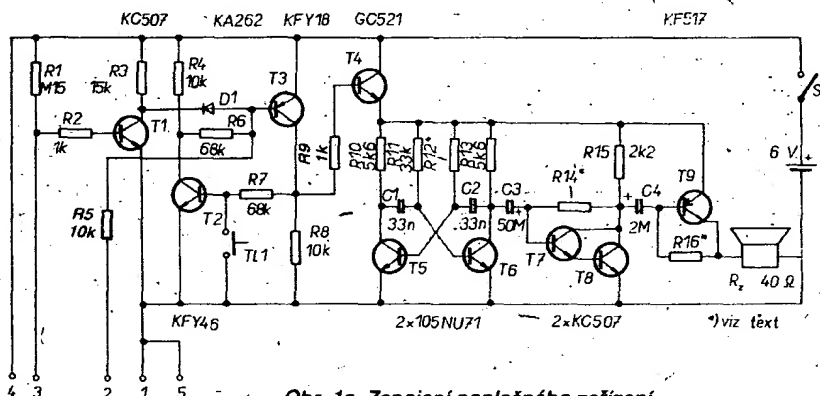 KC507 KA262 KFY18 GC521 KF517
R1 M15
R3 15k
R4 10k
D1
T3
T4
R2 1k
T1
R6 68k
R5 10k
T2
R7 68k
TL1
R8 10k
R9 1k
R10 5k6
R11 33k
R12*
R13 5k6
C1 33n
C2 33n
C3 50M
R14*
R15 2k2
C4 2M
T5
T6
T7
T8
T9
R16*
Rz 40 Ω
S
6 V
KFY46 2×105NU71 2×KC507 *) viz text
4 3 2 1 5